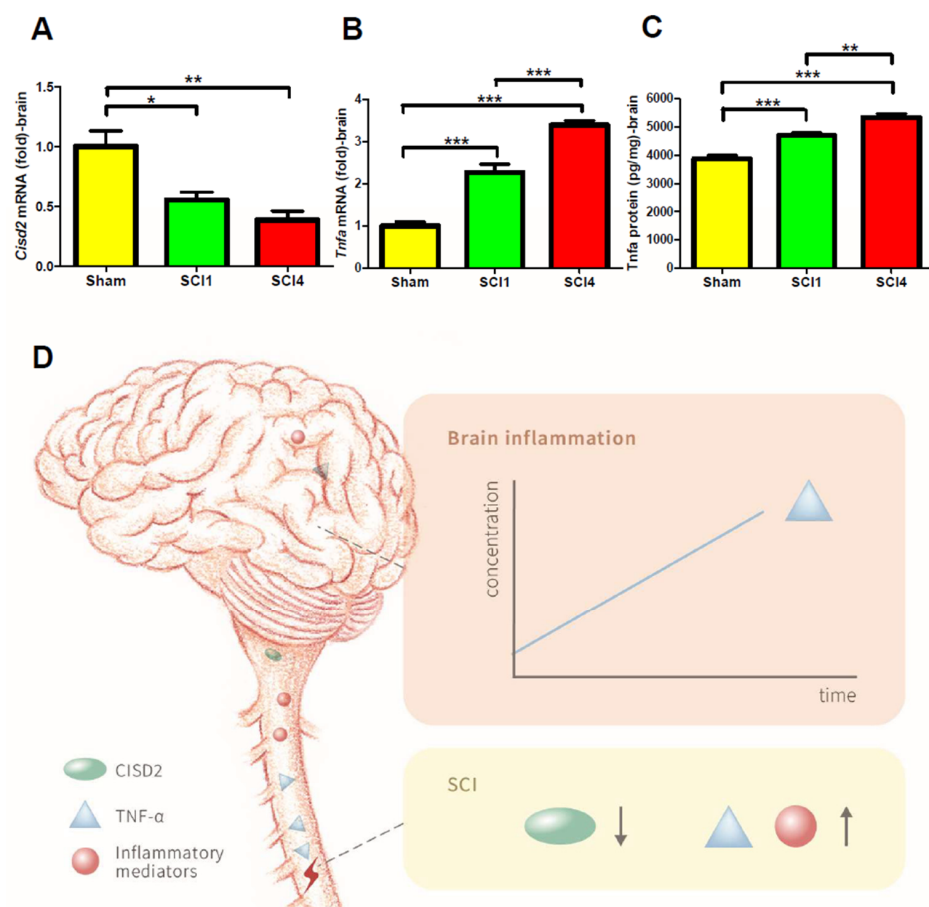 A
Cisd2 mRNA (fold)-brain
1.5
1.0
0.5
0.0
**
*
Sham
SCI1
SCI4
B
Tnfa mRNA (fold)-brain
4
3
2
1
0
***
***
***
Sham
SCI1
SCI4
C
Tnfa protein (pg/mg)-brain
6000
5000
4000
3000
2000
1000
0
**
***
***
Sham
SCI1
SCI4
D
Brain inflammation
concentration
time
CISD2
TNF-α
Inflammatory
mediators
SCI